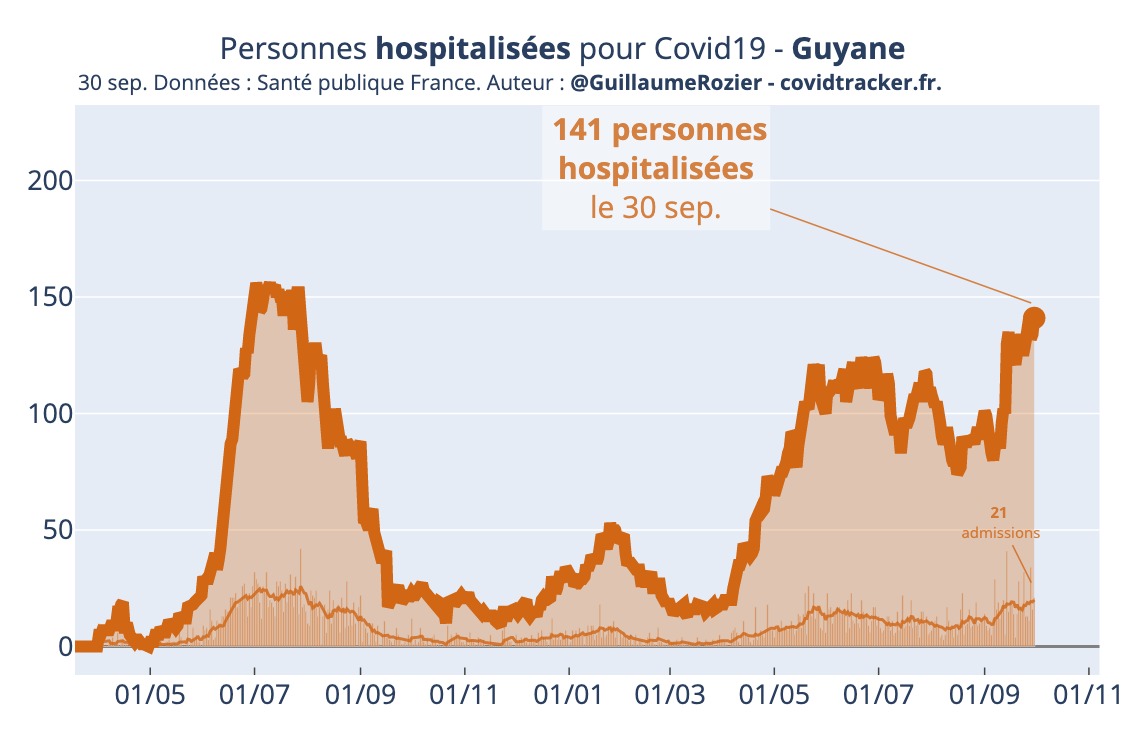 Personnes hospitalisées pour Covid19 - Guyane
30 sep. Données : Santé publique France. Auteur : @GuillaumeRozier - covidtracker.fr.
141 personnes
hospitalisées
le 30 sep.
200
150
100
50
0
21
admissions
01/05 01/07 01/09 01/11 01/01 01/03 01/05 01/07 01/09 01/11